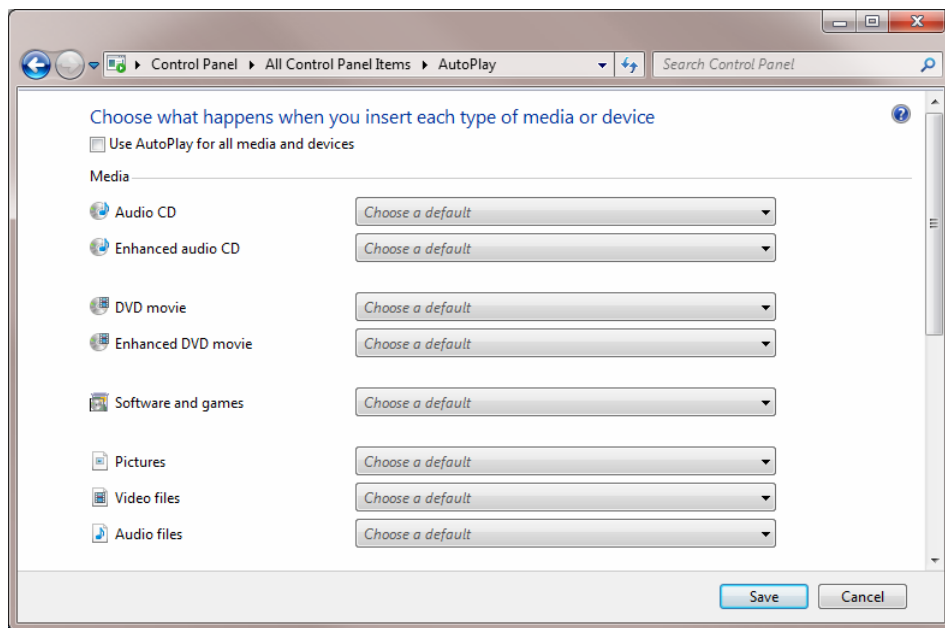 Control Panel All Control Panel Items AutoPlay Search Control Panel
Choose what happens when you insert each type of media or device
Use AutoPlay for all media and devices
Media
Audio CD Choose a default
Enhanced audio CD Choose a default
DVD movie Choose a default
Enhanced DVD movie Choose a default
Software and games Choose a default
Pictures Choose a default
Video files Choose a default
Audio files Choose a default
Save Cancel